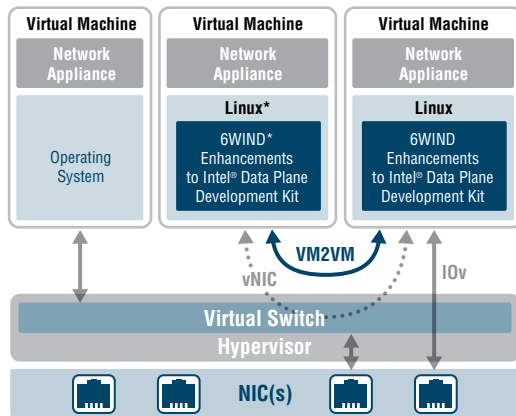 Virtual Machine
Network
Appliance
Operating
System
Virtual Machine
Network
Appliance
Linux*
6WIND*
Enhancements
to Intel® Data Plane
Development Kit
Virtual Machine
Network
Appliance
Linux
6WIND
Enhancements
to Intel® Data Plane
Development Kit
VM2VM
vNIC
IOv
Virtual Switch
Hypervisor
NIC(s)